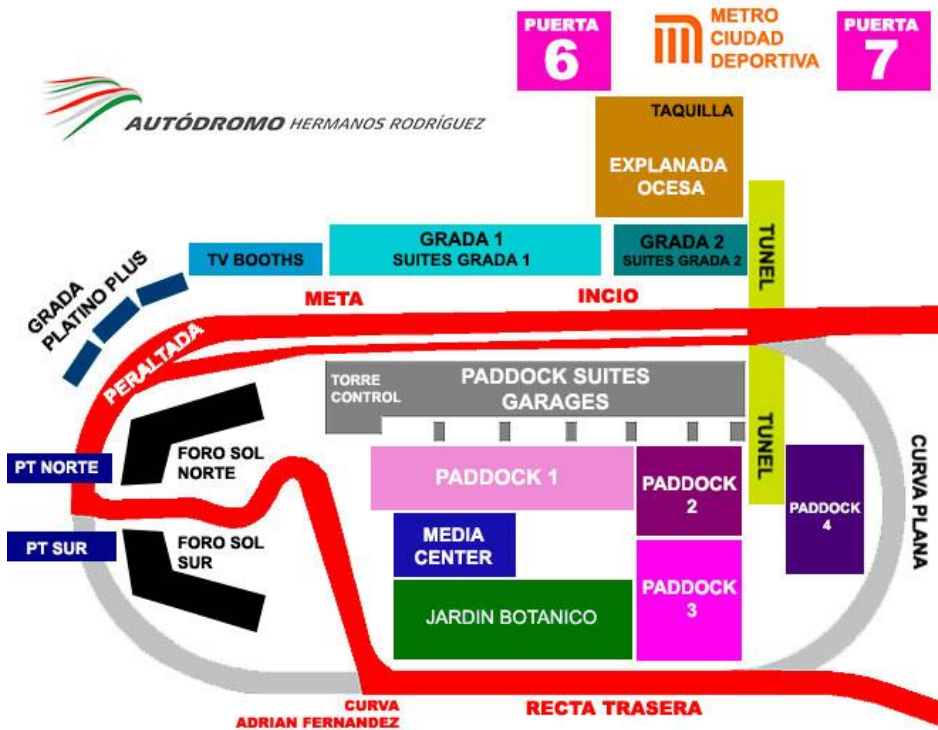 PUERTA
6
METRO
CIUDAD
DEPORTIVA
PUERTA
7
AUTÓDROMO HERMANOS RODRÍGUEZ
TAQUILLA
EXPLANADA
OCESA
TUNEL
GRADA 1
SUITES GRADA 1
GRADA 2
SUITES GRADA 2
TV BOOTHS
GRADA
PLATINO PLUS
META
INCIO
PERALTADA
TORRE
CONTROL
PADDOCK SUITES
GARAGES
TUNEL
CURVA PLANA
FORO SOL
NORTE
PT NORTE
PADDOCK 1
PADDOCK
2
PADDOCK
4
MEDIA
CENTER
PT SUR
FORO SOL
SUR
PADDOCK
3
JARDIN BOTANICO
CURVA
ADRIAN FERNANDEZ
RECTA TRASERA